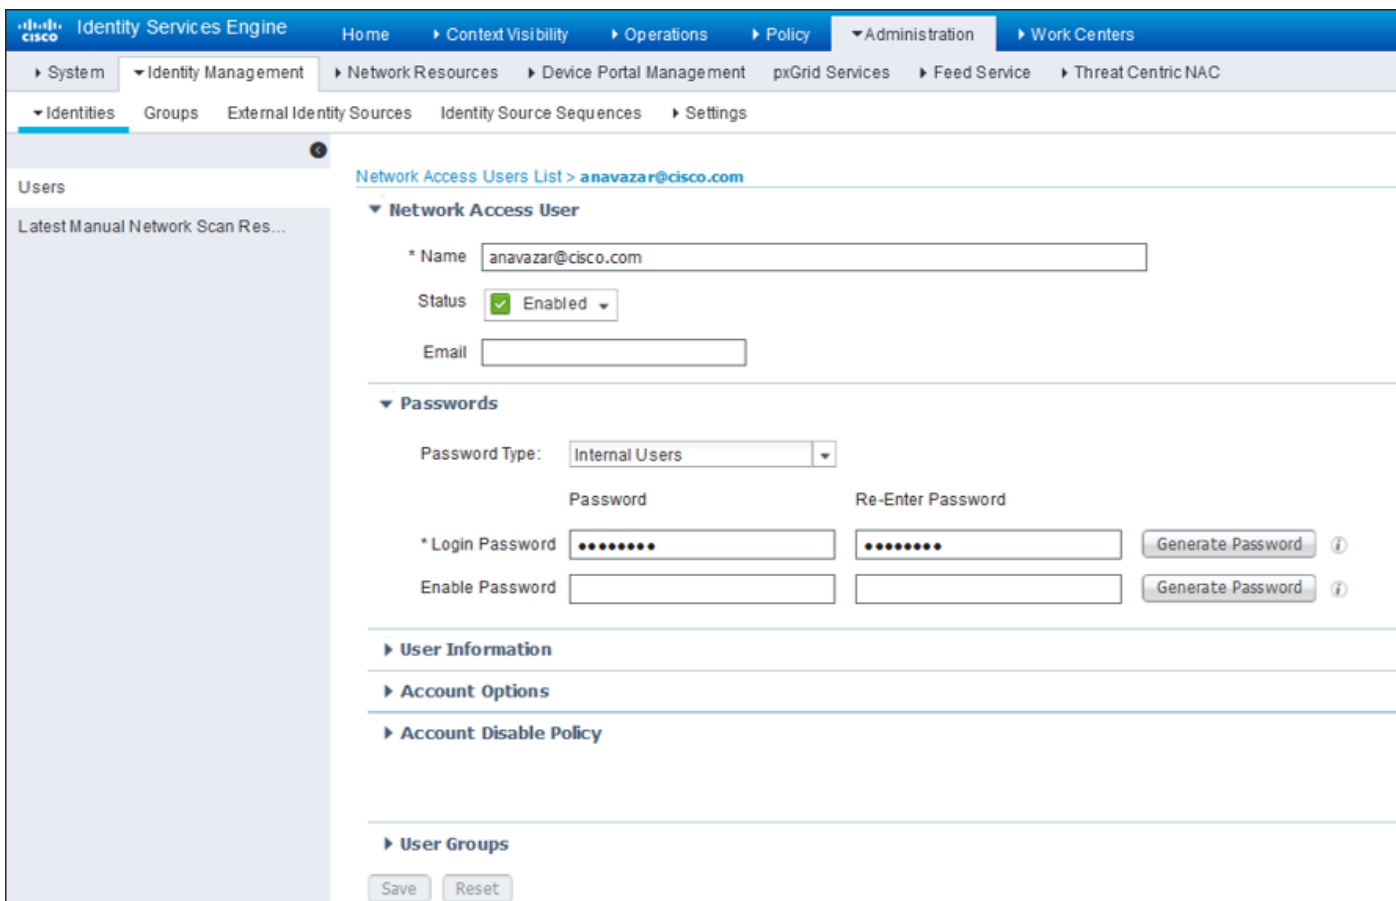 cisco Identity Services Engine Home Context Visibility Operations Policy Administration Work Centers
System Identity Management Network Resources Device Portal Management pxGrid Services Feed Service Threat Centric NAC
Identities Groups External Identity Sources Identity Source Sequences Settings
Users
Latest Manual Network Scan Res...
Network Access Users List > anavazar@cisco.com
Network Access User
* Name anavazar@cisco.com
Status Enabled
Email
Passwords
Password Type: Internal Users
Password Re-Enter Password
* Login Password •••••••• •••••••• Generate Password
Enable Password Generate Password
User Information
Account Options
Account Disable Policy
User Groups
Save Reset